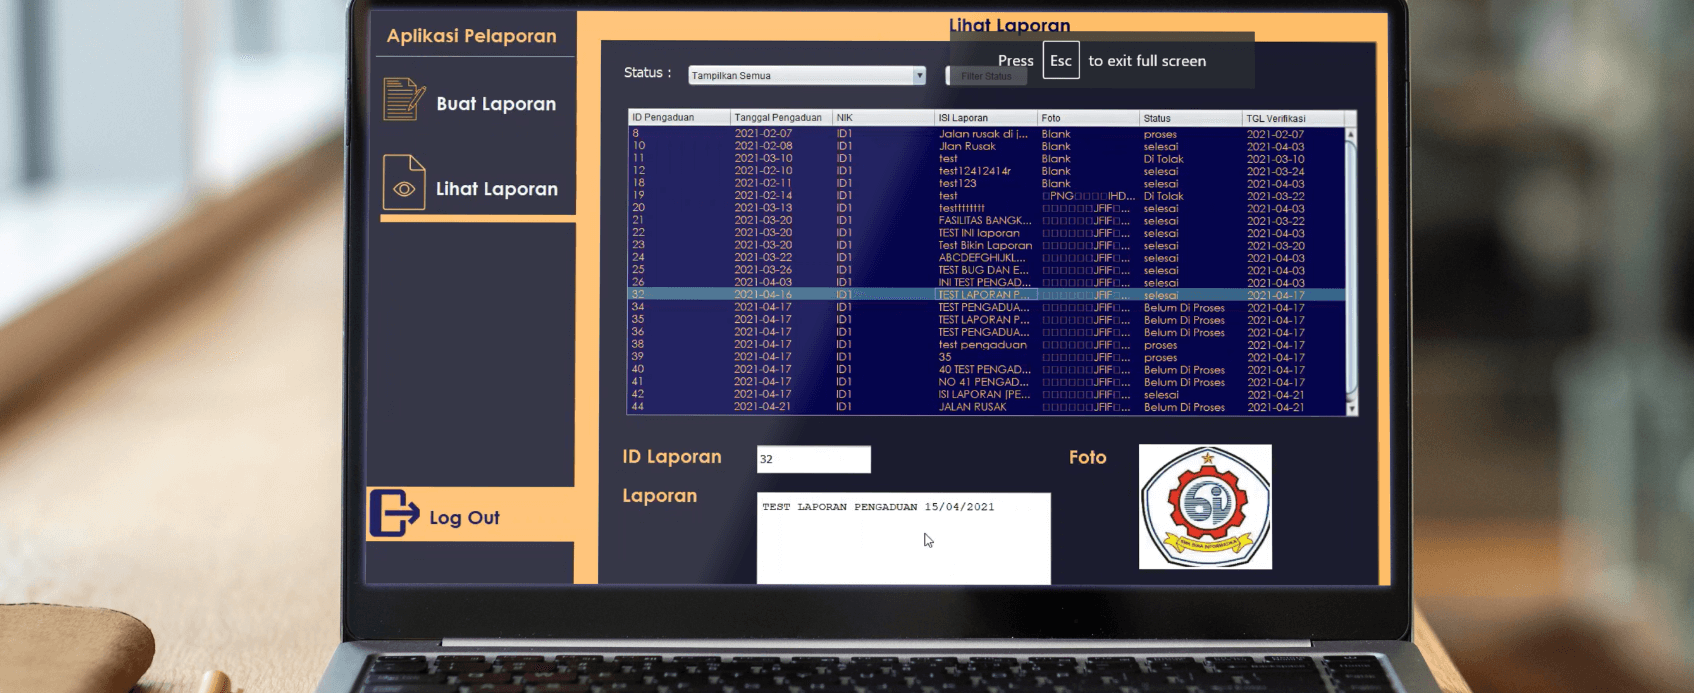 Aplikasi Pelaporan
Buat Laporan
Lihat Laporan
Log Out
Lihat Laporan
Press Esc to exit full screen
Status : Tampilkan Semua Filter Status
ID Pengaduan Tanggal Pengaduan NIK ISI Laporan Foto Status TGL Verifikasi
8 2021-02-07 ID1 Jalan rusak di j... Blank proses 2021-02-07
10 2021-02-08 ID1 Jlan Rusak Blank selesai 2021-04-03
11 2021-03-10 ID1 test Blank Di Tolak 2021-03-10
12 2021-02-10 ID1 test12412414r Blank selesai 2021-03-24
18 2021-02-11 ID1 test123 Blank selesai 2021-04-03
19 2021-02-14 ID1 test □PNG□□□□IHD... Di Tolak 2021-03-22
20 2021-03-13 ID1 testttttttt □□□□□□JFIF□... selesai 2021-04-03
21 2021-03-20 ID1 FASILITAS BANGK... □□□□□□JFIF□... selesai 2021-03-22
22 2021-03-20 ID1 TEST INI laporan □□□□□□JFIF□... selesai 2021-04-03
23 2021-03-20 ID1 Test Bikin Laporan □□□□□□JFIF□... selesai 2021-03-20
24 2021-03-22 ID1 ABCDEFGHIJKL... □□□□□□JFIF□... selesai 2021-04-03
25 2021-03-26 ID1 TEST BUG DAN E... □□□□□□JFIF□... selesai 2021-04-03
26 2021-04-03 ID1 INI TEST PENGAD... □□□□□□JFIF□... selesai 2021-04-03
32 2021-04-16 ID1 TEST LAPORAN P... □□□□□□JFIF□... selesai 2021-04-17
34 2021-04-17 ID1 TEST PENGADUA... □□□□□□JFIF□... Belum Di Proses 2021-04-17
35 2021-04-17 ID1 TEST LAPORAN P... □□□□□□JFIF□... Belum Di Proses 2021-04-17
36 2021-04-17 ID1 TEST PENGADUA... □□□□□□JFIF□... Belum Di Proses 2021-04-17
38 2021-04-17 ID1 test pengaduan □□□□□□JFIF□... proses 2021-04-17
39 2021-04-17 ID1 35 □□□□□□JFIF□... proses 2021-04-17
40 2021-04-17 ID1 40 TEST PENGAD... □□□□□□JFIF□... Belum Di Proses 2021-04-17
41 2021-04-17 ID1 NO 41 PENGAD... □□□□□□JFIF□... Belum Di Proses 2021-04-17
42 2021-04-17 ID1 ISI LAPORAN [PE... □□□□□□JFIF□... selesai 2021-04-21
44 2021-04-21 ID1 JALAN RUSAK □□□□□□JFIF□... Belum Di Proses 2021-04-21
ID Laporan 32
Foto
Laporan
TEST LAPORAN PENGADUAN 15/04/2021